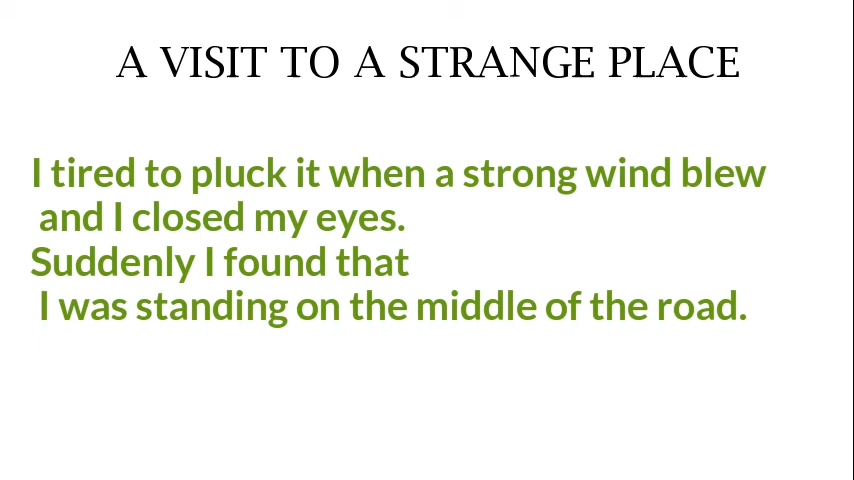 A VISIT TO A STRANGE PLACE
I tired to pluck it when a strong wind blew
and I closed my eyes.
Suddenly I found that
I was standing on the middle of the road.